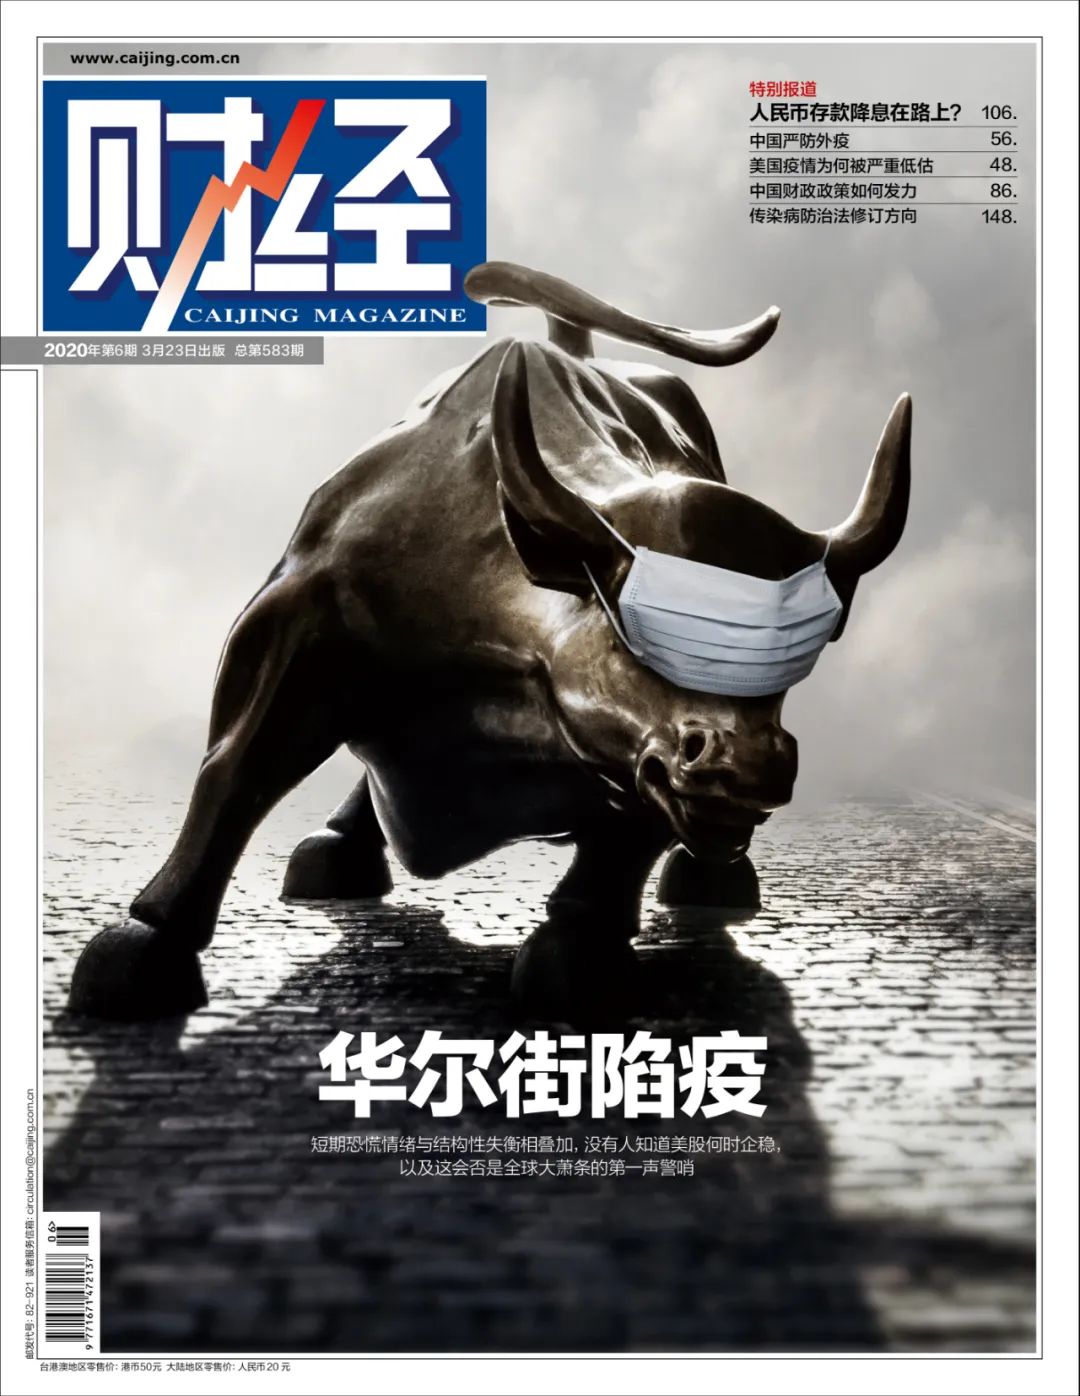 www.caijing.com.cn
财经
CAIJING MAGAZINE
2020年第6期 3月23日出版 总第583期
特别报道
人民币存款降息在路上? 106.
中国严防外疫 56.
美国疫情为何被严重低估 48.
中国财政政策如何发力 86.
传染病防治法修订方向 148.
华尔街陷疫
短期恐慌情绪与结构性失衡相叠加, 没有人知道美股何时企稳,
以及这会否是全球大萧条的第一声警哨
邮发代号: 82-921 读者服务信箱: circulation@caijing.com.cn
06>
9 771671 472137
台港澳地区零售价: 港币50元 大陆地区零售价: 人民币20元